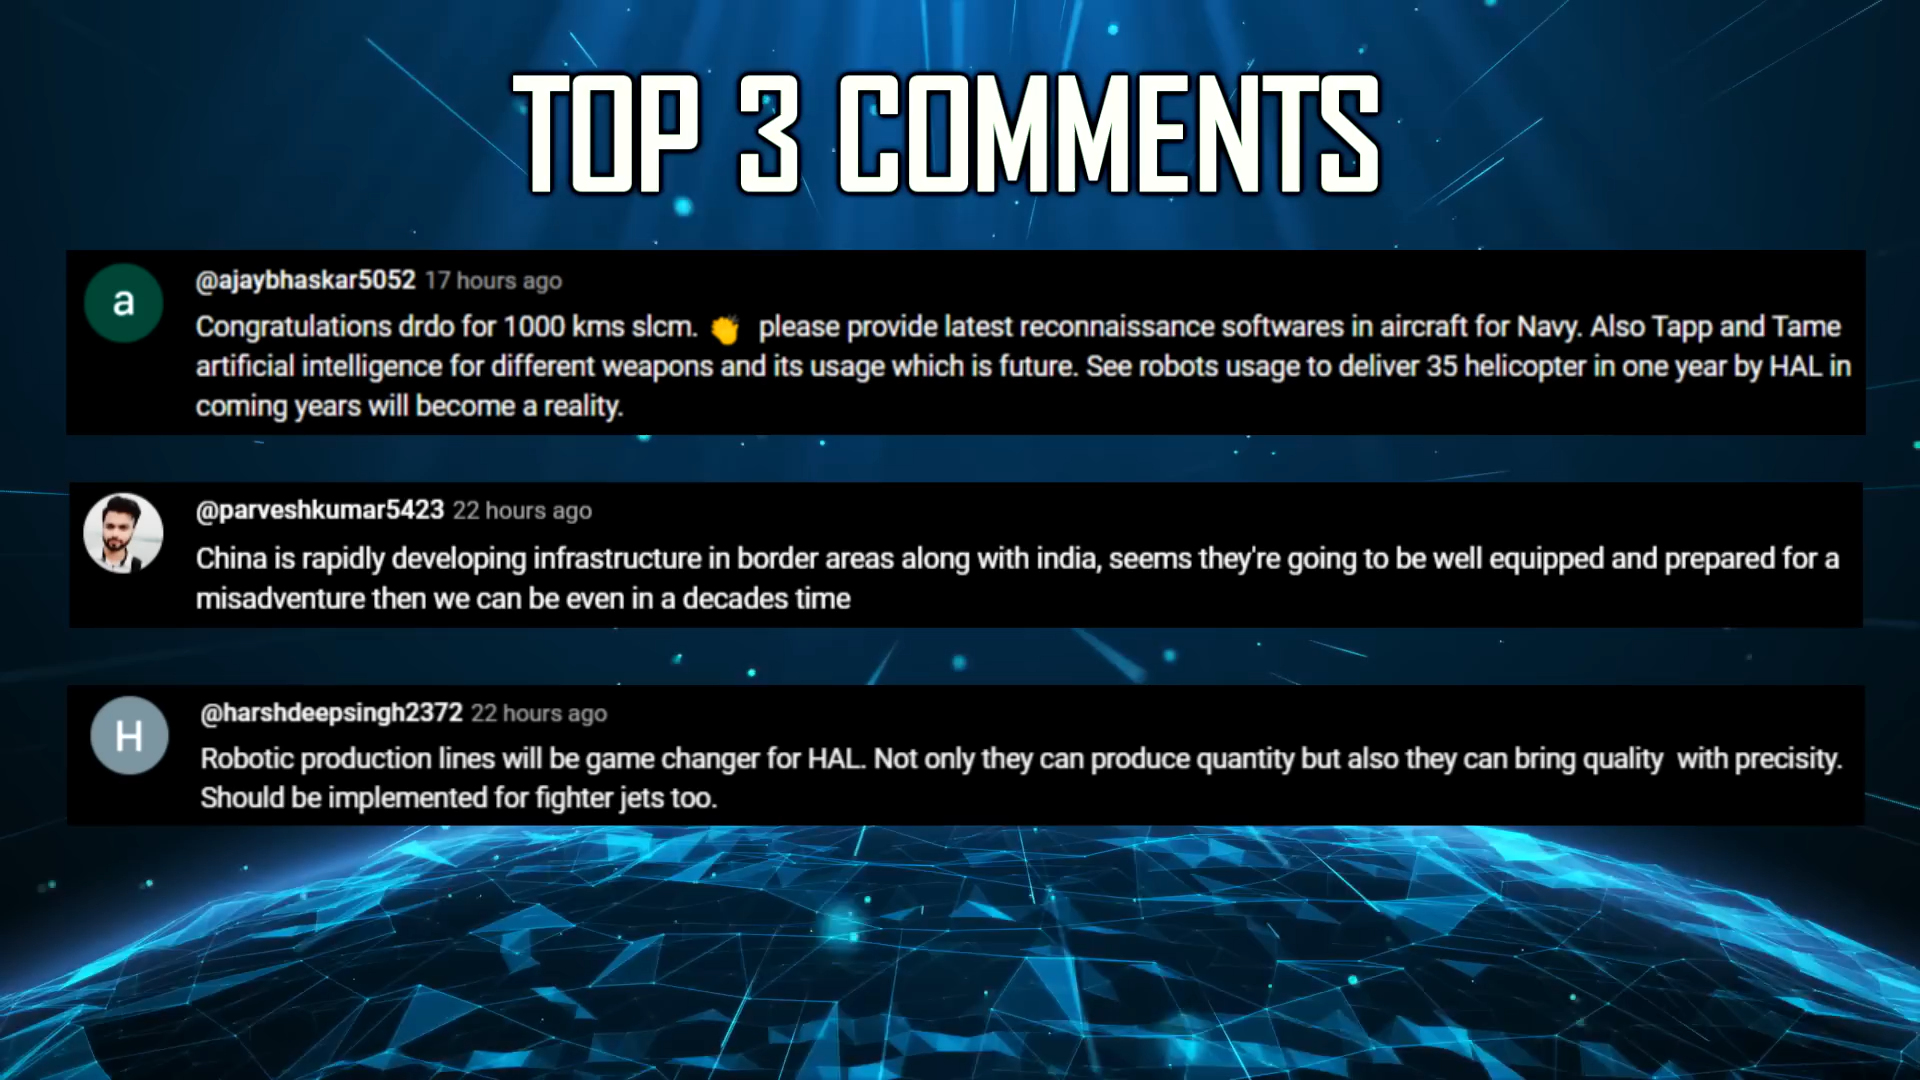 TOP 3 COMMENTS
a
@ajaybhaskar5052 17 hours ago
Congratulations drdo for 1000 kms slcm. 👏 please provide latest reconnaissance softwares in aircraft for Navy. Also Tapp and Tame
artificial intelligence for different weapons and its usage which is future. See robots usage to deliver 35 helicopter in one year by HAL in
coming years will become a reality.
@parveshkumar5423 22 hours ago
China is rapidly developing infrastructure in border areas along with india, seems they're going to be well equipped and prepared for a
misadventure then we can be even in a decades time
H
@harshdeepsingh2372 22 hours ago
Robotic production lines will be game changer for HAL. Not only they can produce quantity but also they can bring quality with precisity.
Should be implemented for fighter jets too.